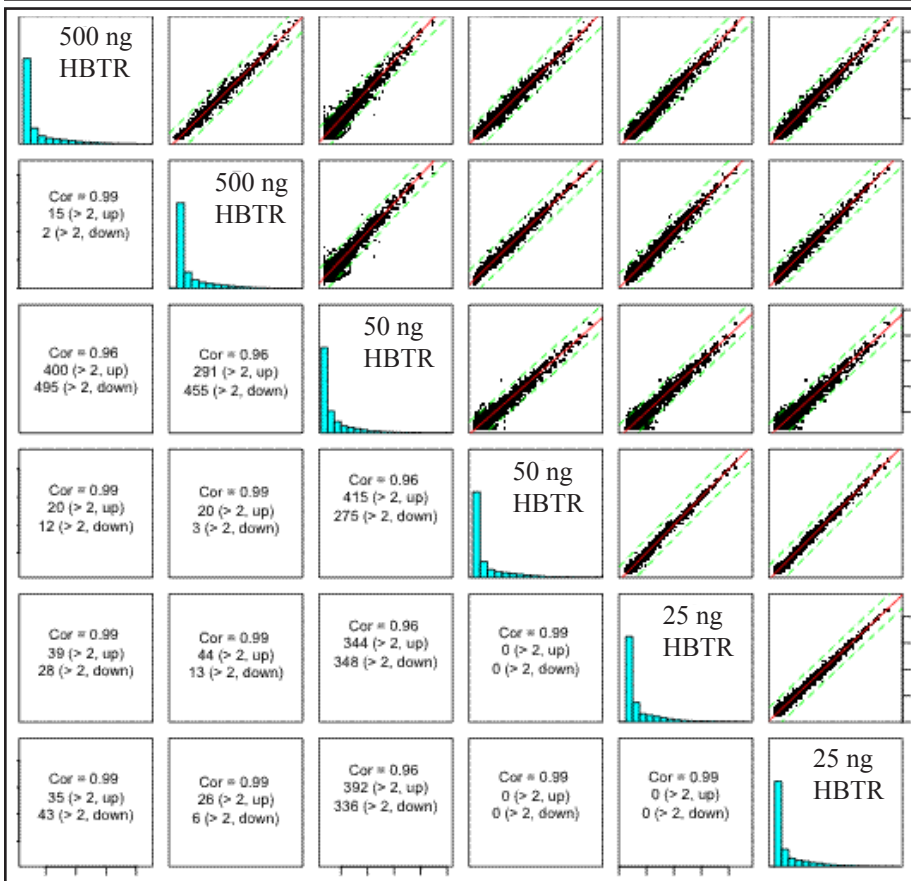 500 ng
HBTR
Cor = 0.99
15 (> 2, up)
2 (> 2, down)
500 ng
HBTR
Cor = 0.96
400 (> 2, up)
495 (> 2, down)
Cor = 0.96
291 (> 2, up)
455 (> 2, down)
50 ng
HBTR
Cor = 0.99
20 (> 2, up)
12 (> 2, down)
Cor = 0.99
20 (> 2, up)
3 (> 2, down)
Cor = 0.96
415 (> 2, up)
275 (> 2, down)
50 ng
HBTR
Cor = 0.99
39 (> 2, up)
28 (> 2, down)
Cor = 0.99
44 (> 2, up)
13 (> 2, down)
Cor = 0.96
344 (> 2, up)
348 (> 2, down)
Cor = 0.99
0 (> 2, up)
0 (> 2, down)
25 ng
HBTR
Cor = 0.99
35 (> 2, up)
43 (> 2, down)
Cor = 0.99
26 (> 2, up)
6 (> 2, down)
Cor = 0.96
392 (> 2, up)
336 (> 2, down)
Cor = 0.99
0 (> 2, up)
0 (> 2, down)
Cor = 0.99
0 (> 2, up)
0 (> 2, down)
25 ng
HBTR